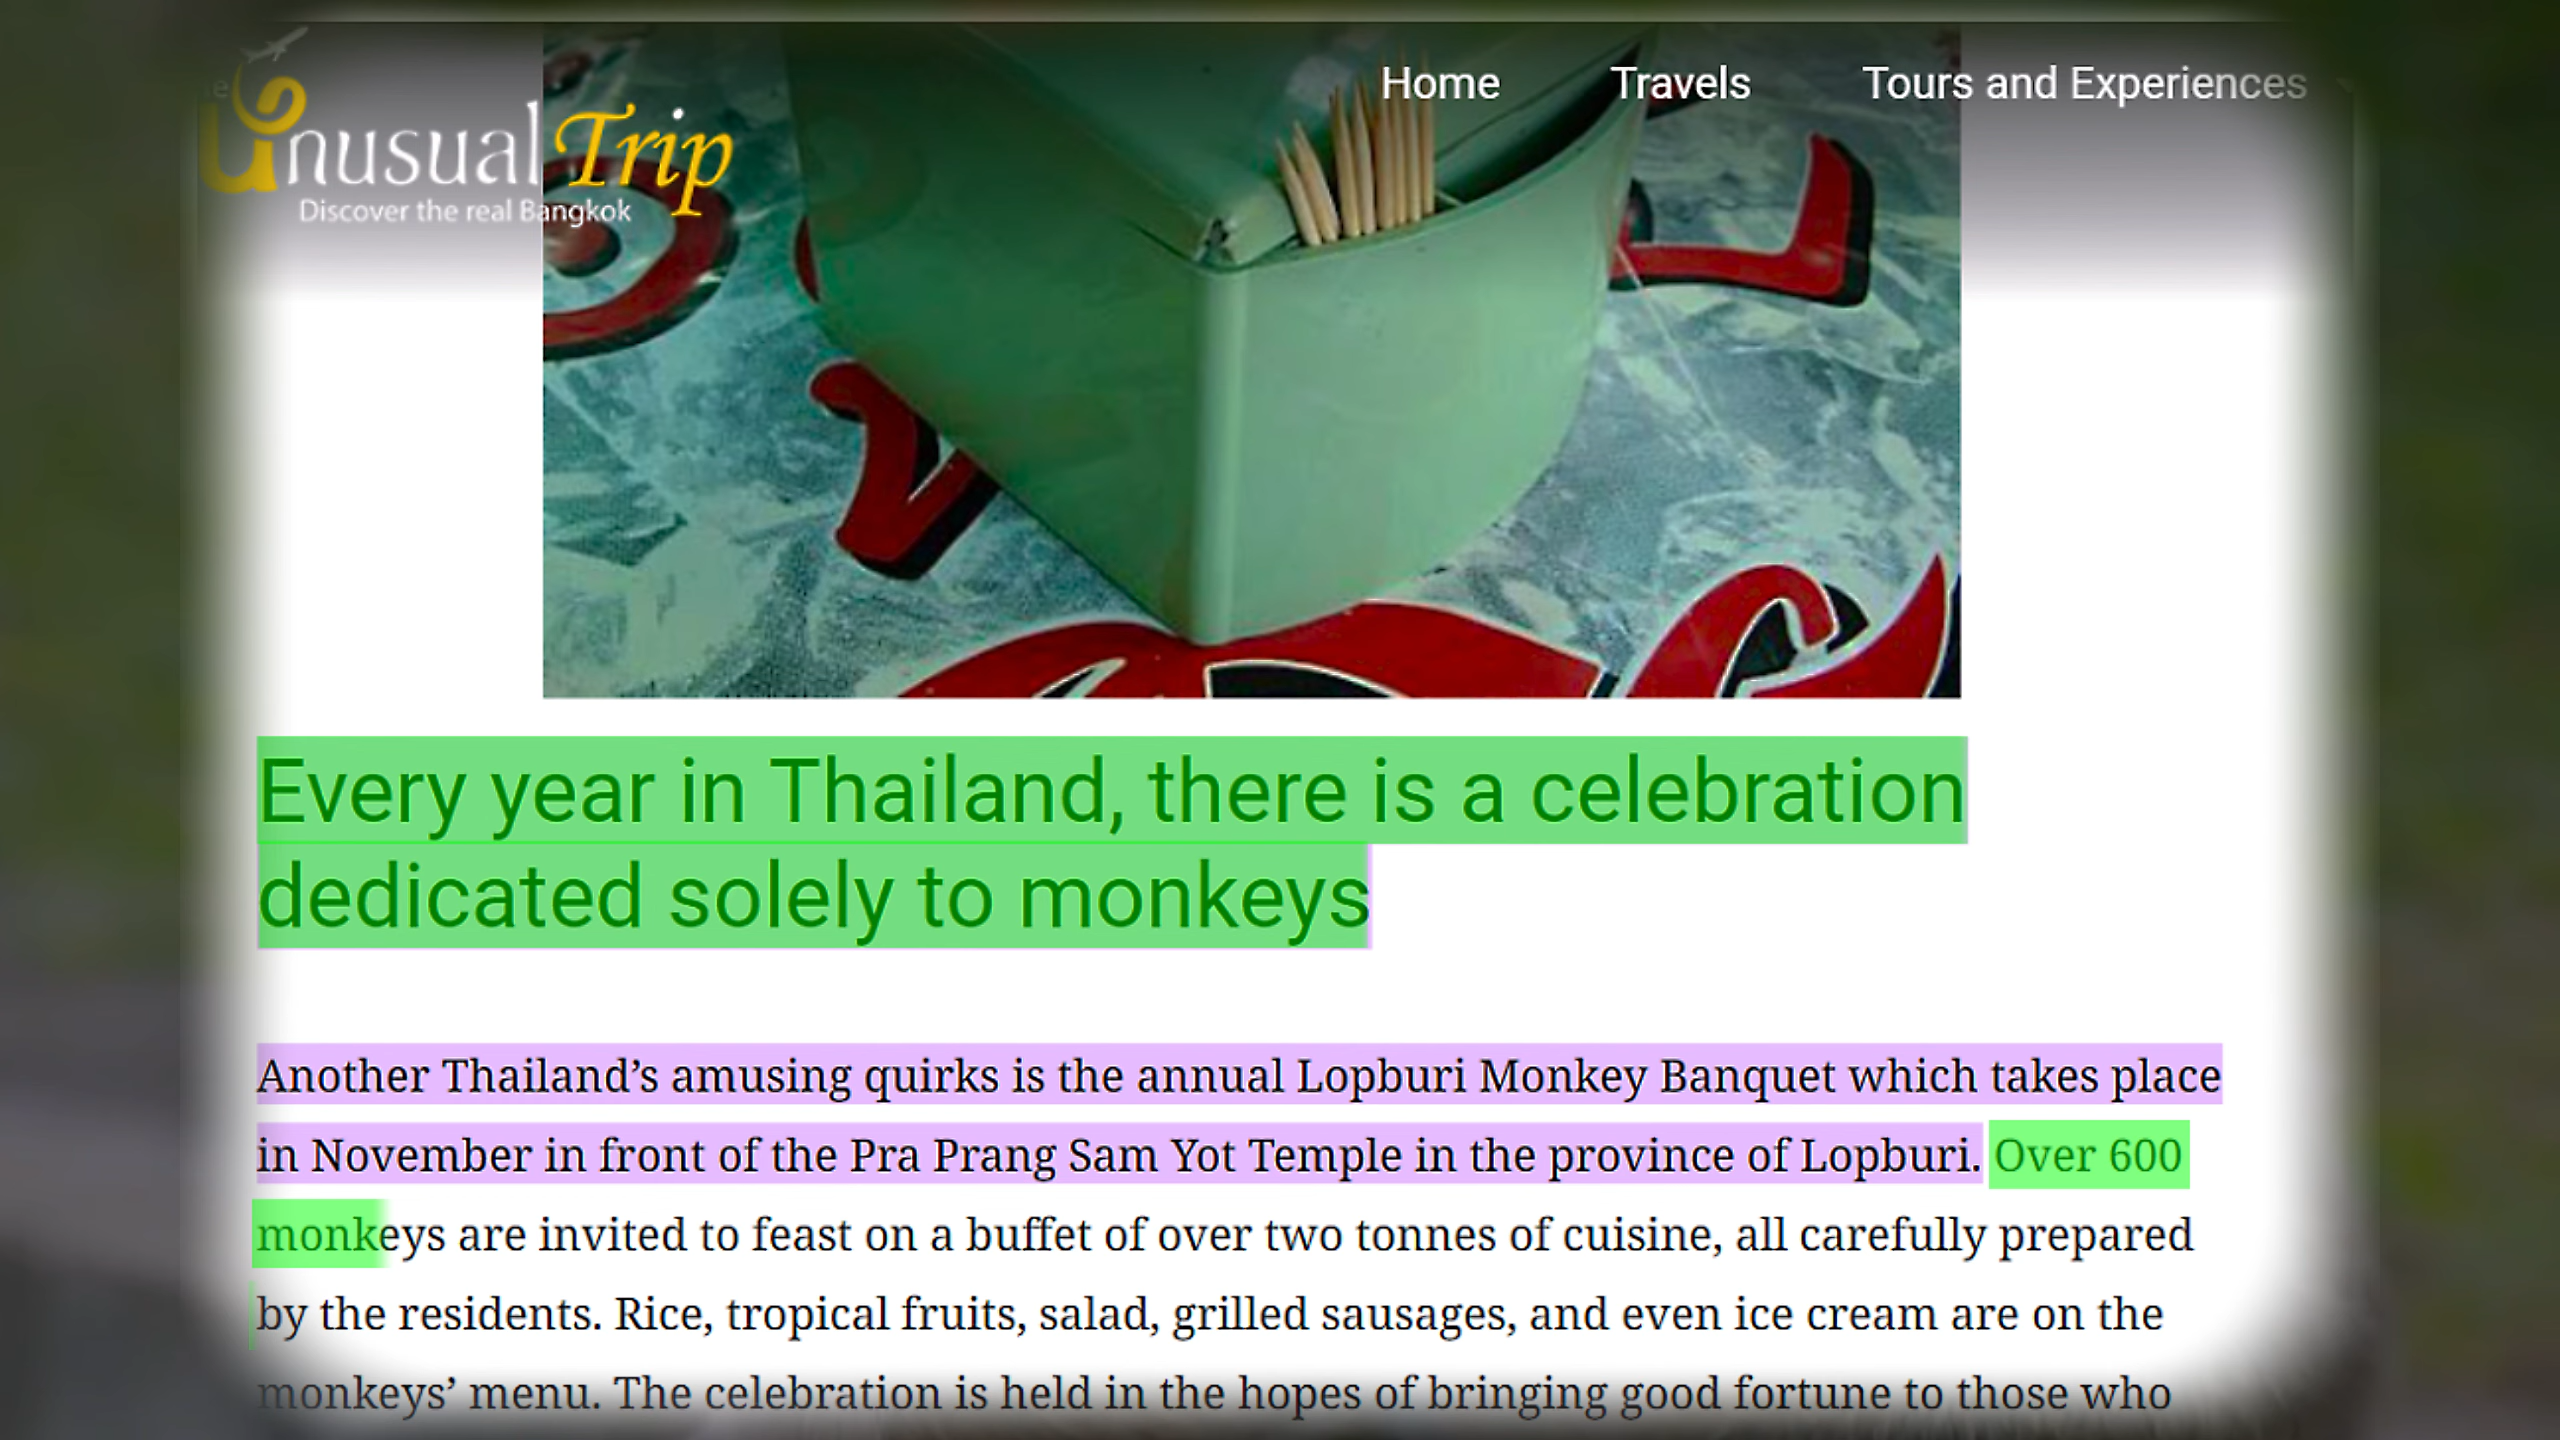 Unusual Trip
Discover the real Bangkok
Home
Travels
Tours and Experiences
Every year in Thailand, there is a celebration
dedicated solely to monkeys
Another Thailand’s amusing quirks is the annual Lopburi Monkey Banquet which takes place
in November in front of the Pra Prang Sam Yot Temple in the province of Lopburi. Over 600
monkeys are invited to feast on a buffet of over two tonnes of cuisine, all carefully prepared
by the residents. Rice, tropical fruits, salad, grilled sausages, and even ice cream are on the
monkeys’ menu. The celebration is held in the hopes of bringing good fortune to those who